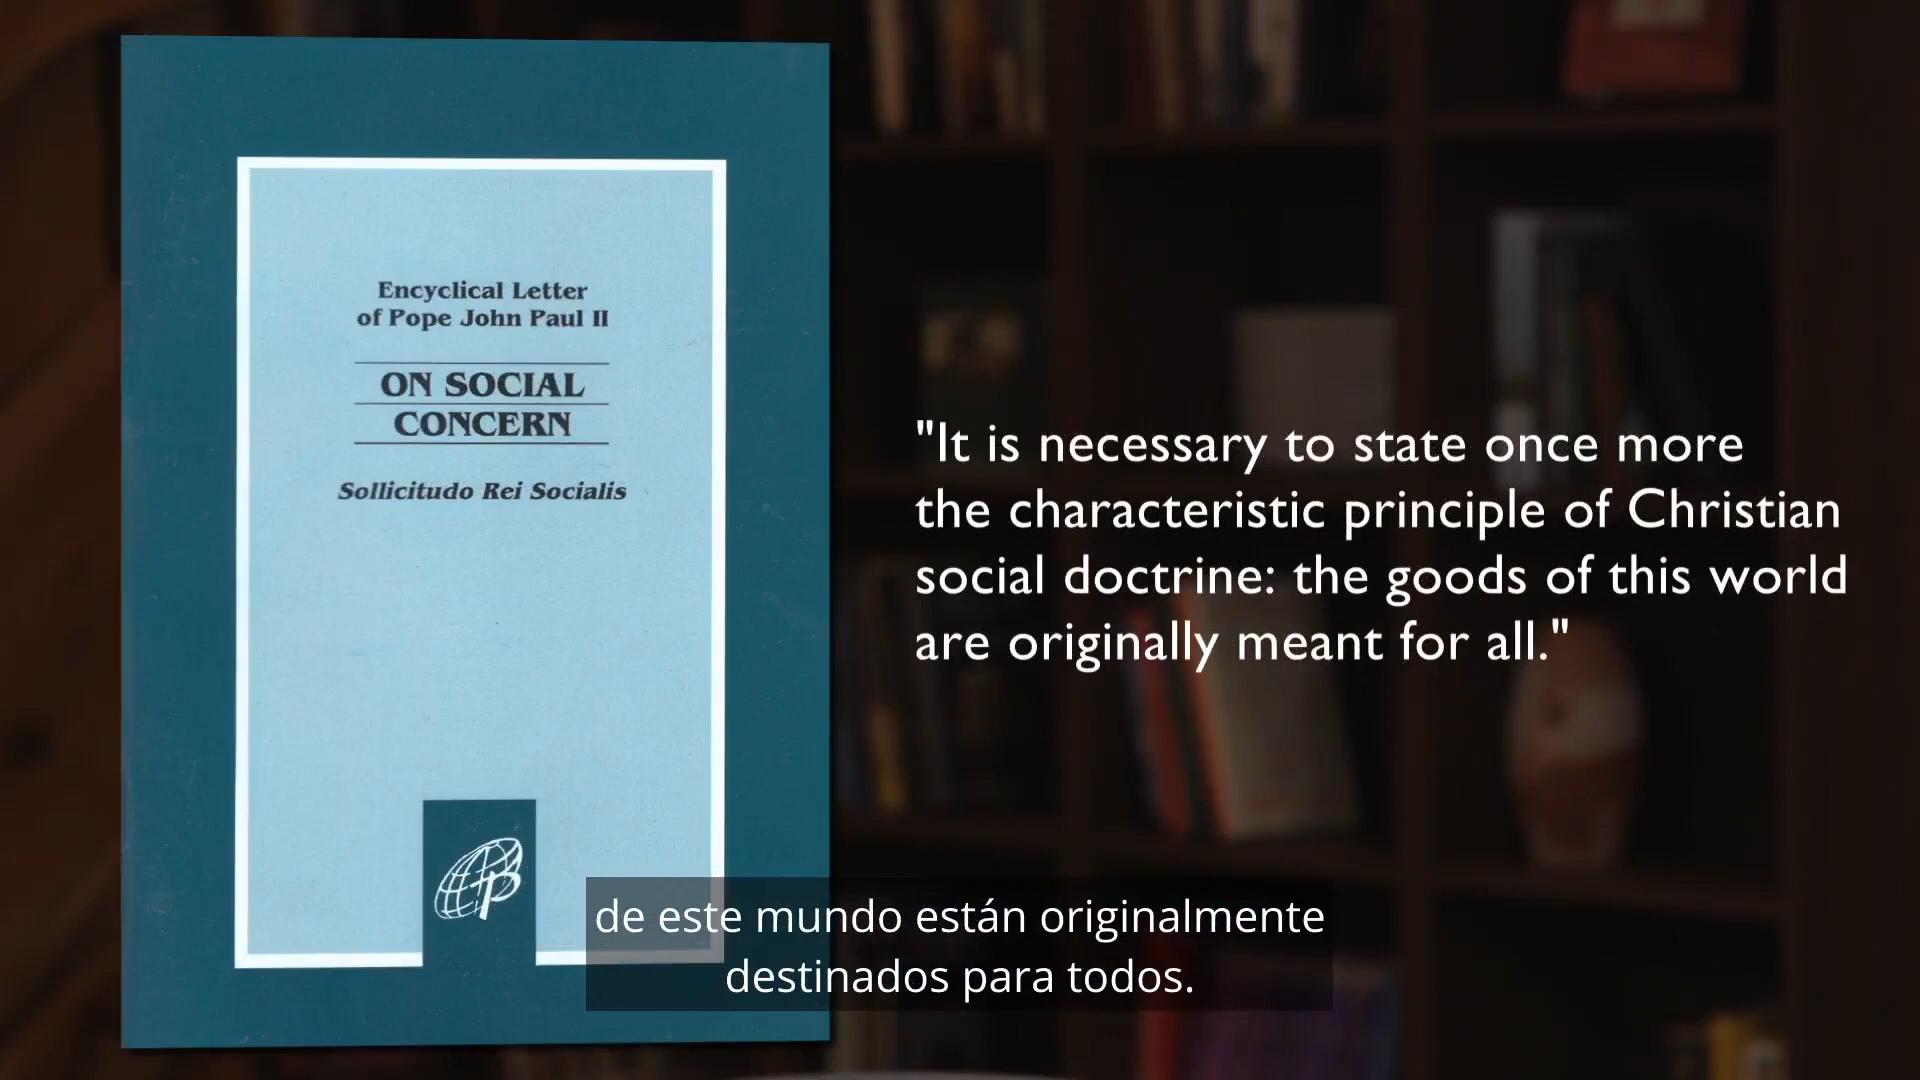 Encyclical Letter
of Pope John Paul II
ON SOCIAL
CONCERN
Sollicitudo Rei Socialis
"It is necessary to state once more
the characteristic principle of Christian
social doctrine: the goods of this world
are originally meant for all."
de este mundo están originalmente
destinados para todos.